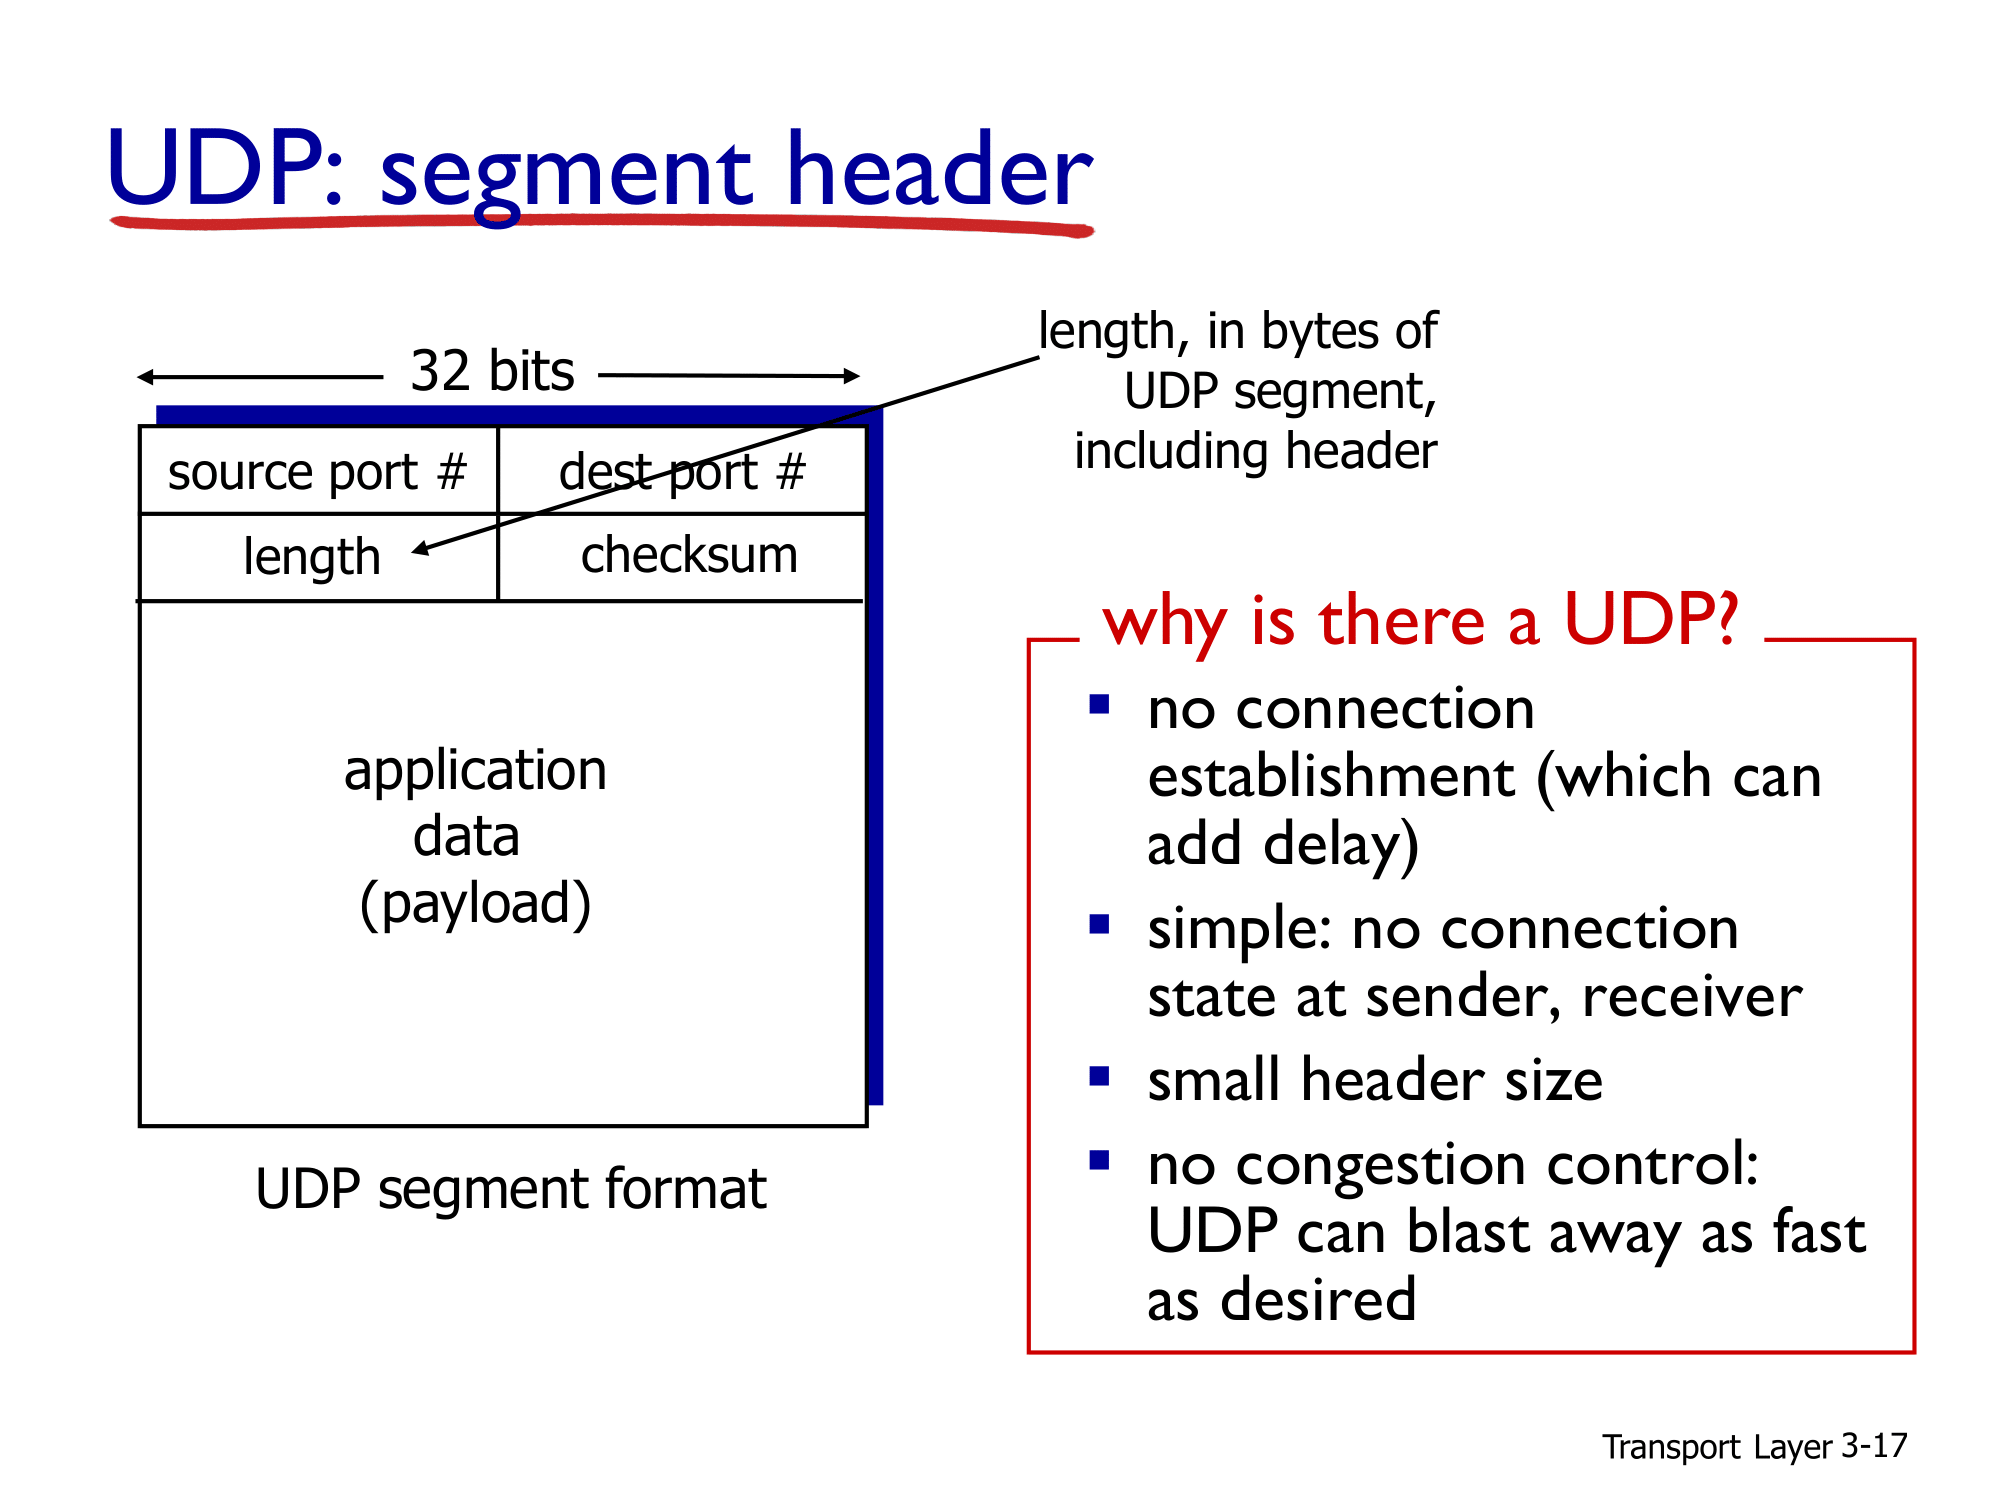 UDP: segment header
32 bits
source port #
dest port #
length
checksum
application
data
(payload)
UDP segment format
length, in bytes of
UDP segment,
including header
why is there a UDP?
no connection
establishment (which can
add delay)
simple: no connection
state at sender, receiver
small header size
no congestion control:
UDP can blast away as fast
as desired
Transport Layer 3-17